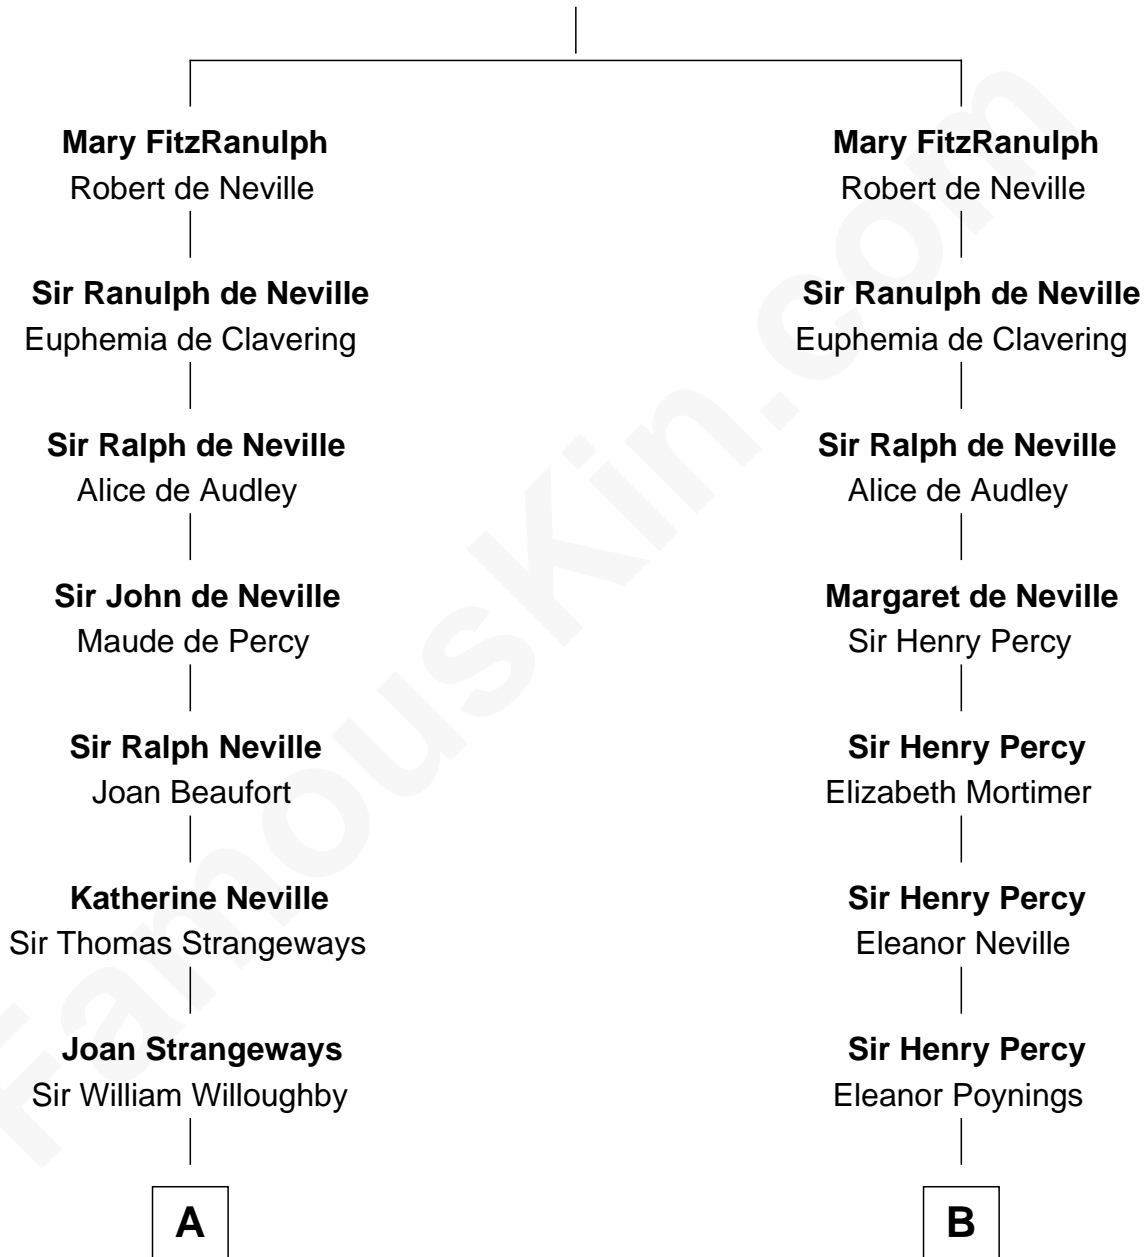 Mary FitzRanulph
Robert de Neville
Sir Ranulph de Neville
Euphemia de Clavering
Sir Ralph de Neville
Alice de Audley
Sir John de Neville
Maude de Percy
Sir Ralph Neville
Joan Beaufort
Katherine Neville
Sir Thomas Strangeways
Joan Strangeways
Sir William Willoughby
A
Mary FitzRanulph
Robert de Neville
Sir Ranulph de Neville
Euphemia de Clavering
Sir Ralph de Neville
Alice de Audley
Margaret de Neville
Sir Henry Percy
Sir Henry Percy
Elizabeth Mortimer
Sir Henry Percy
Eleanor Neville
Sir Henry Percy
Eleanor Poynings
B
FamousKin.com